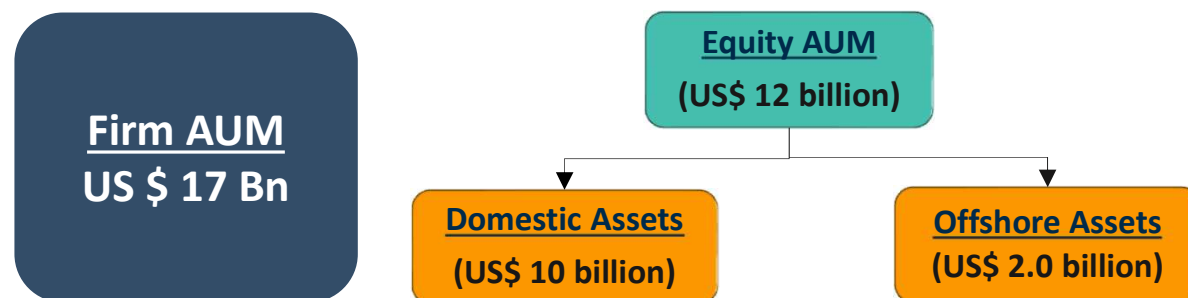 Firm AUM
US $ 17 Bn
Equity AUM
(US$ 12 billion)
Domestic Assets
(US$ 10 billion)
Offshore Assets
(US$ 2.0 billion)